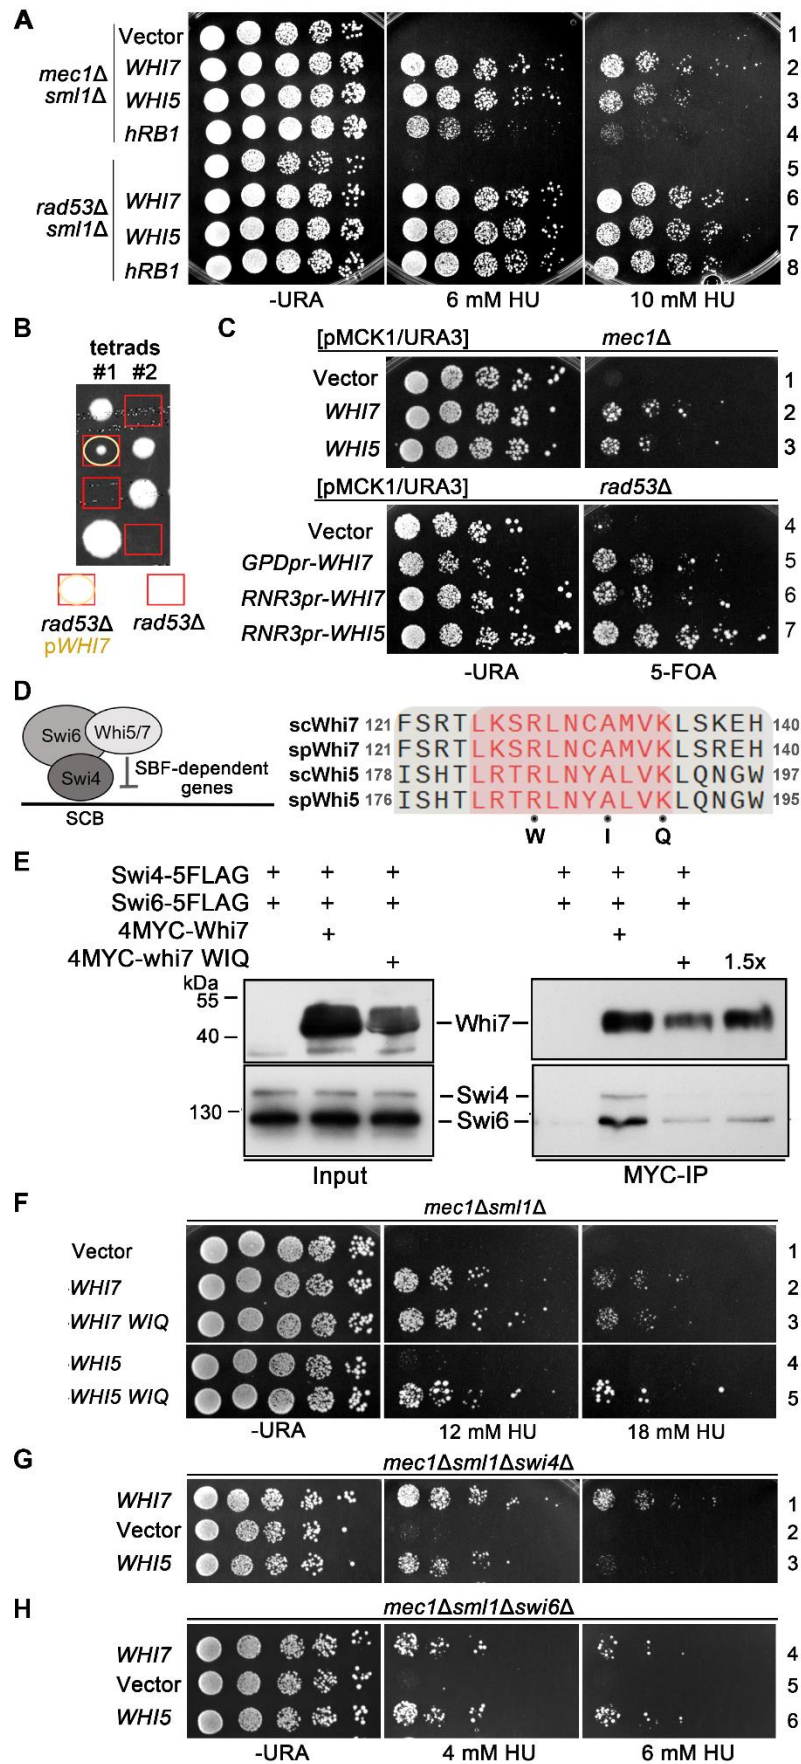 A
mec1Δ
sml1Δ
Vector 1
WHI7 2
WHI5 3
hRB1 4
rad53Δ
sml1Δ
5
WHI7 6
WHI5 7
hRB1 8
-URA 6 mM HU 10 mM HU
B
tetrads
#1 #2
rad53Δ rad53Δ
pWHI7
C
[pMCK1/URA3] mec1Δ
Vector 1
WHI7 2
WHI5 3
[pMCK1/URA3] rad53Δ
Vector 4
GPDpr-WHI7 5
RNR3pr-WHI7 6
RNR3pr-WHI5 7
-URA 5-FOA
D
Swi6 Whi5/7
Swi4
SBF-dependent
genes
SCB
scWhi7 121 FSRTLKSRLNCAMVKLSKEH 140
spWhi7 121 FSRTLKSRLNCAMVKLSKEH 140
scWhi5 178 ISHTLRTRLNYALVKLQNGW 197
spWhi5 176 ISHTLRTRLNYALVKLQNGW 195
W I Q
E
Swi4-5FLAG + + + + + +
Swi6-5FLAG + + + + + +
4MYC-Whi7 + +
4MYC-whi7 WIQ + + 1.5x
kDa
55
40
Whi7
130
Swi4
Swi6
Input MYC-IP
F
mec1Δsml1Δ
Vector 1
WHI7 2
WHI7 WIQ 3
WHI5 4
WHI5 WIQ 5
-URA 12 mM HU 18 mM HU
G
mec1Δsml1Δswi4Δ
WHI7 1
Vector 2
WHI5 3
H
mec1Δsml1Δswi6Δ
WHI7 4
Vector 5
WHI5 6
-URA 4 mM HU 6 mM HU